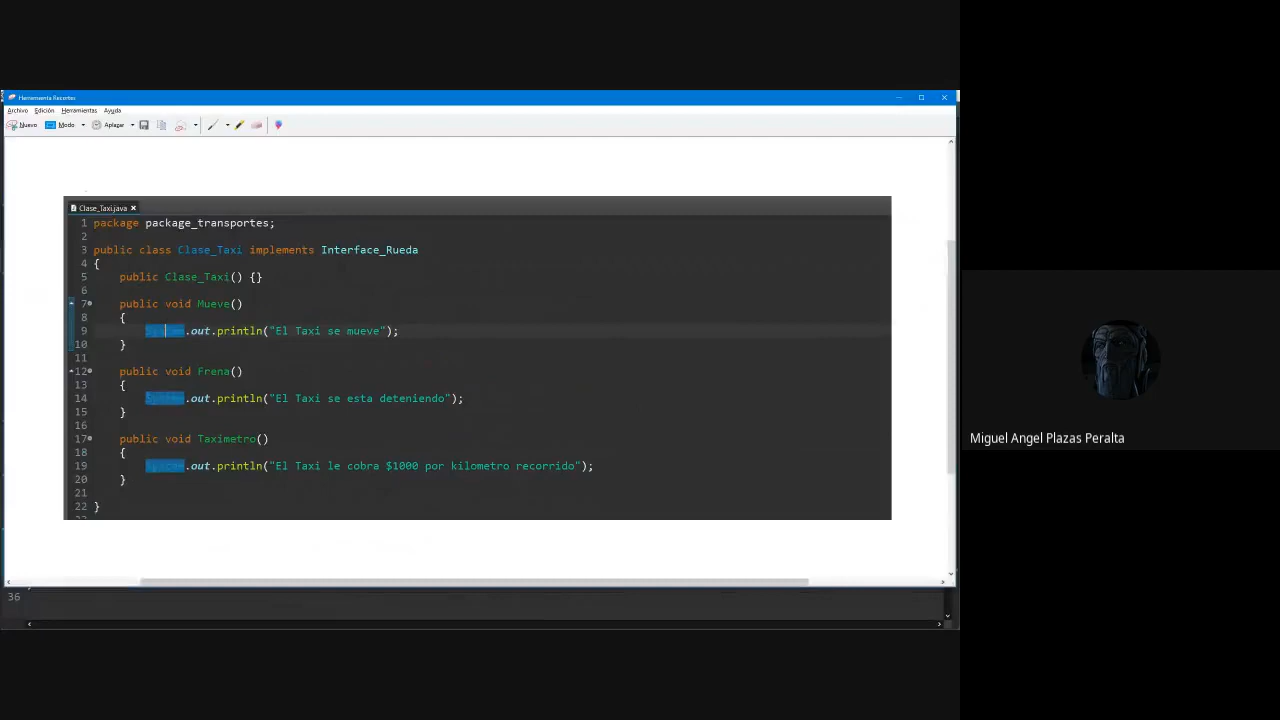 Herramienta Recortes
Archivo Edición Herramientas Ayuda
Nuevo Modo Aplazar
Clase_Taxi.java
1 package package_transportes;
2
3 public class Clase_Taxi implements Interface_Rueda
4 {
5 public Clase_Taxi() {}
6
7 public void Mueve()
8 {
9 System.out.println("El Taxi se mueve");
10 }
11
12 public void Frena()
13 {
14 System.out.println("El Taxi se esta deteniendo");
15 }
16
17 public void Taximetro()
18 {
19 System.out.println("El Taxi le cobra $1000 por kilometro recorrido");
20 }
21
22 }
36
Miguel Angel Plazas Peralta